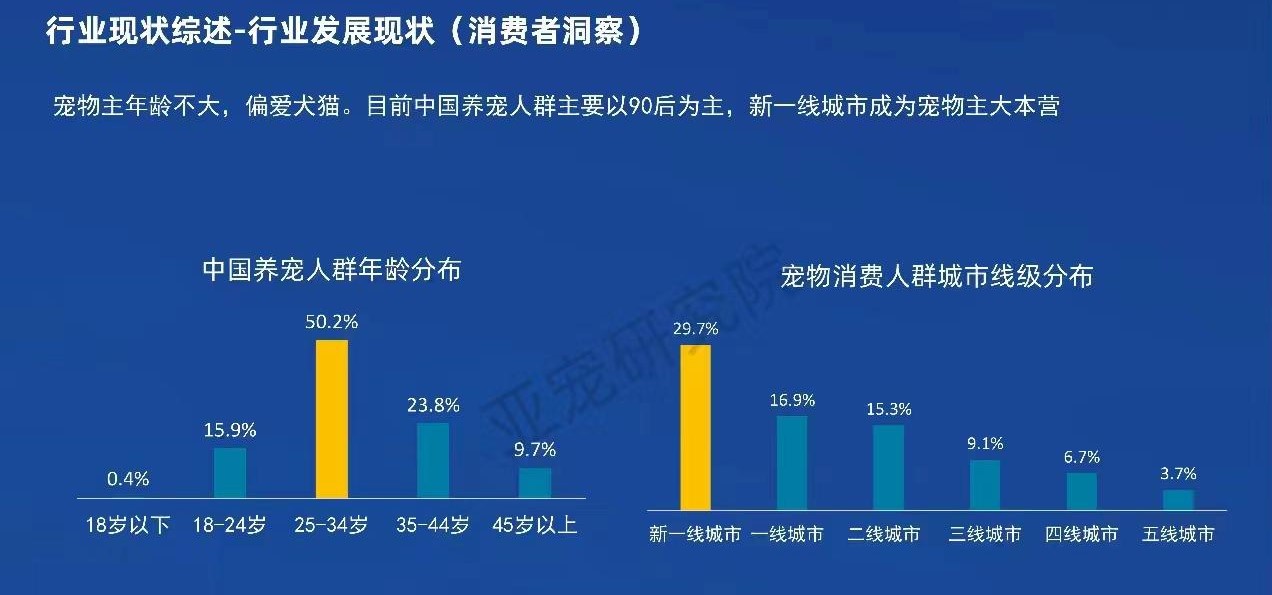 行业现状综述-行业发展现状（消费者洞察）
宠物主年龄不大，偏爱犬猫。目前中国养宠人群主要以90后为主，新一线城市成为宠物主大本营
中国养宠人群年龄分布
50.2%
23.8%
15.9%
9.7%
0.4%
18岁以下 18-24岁 25-34岁 35-44岁 45岁以上
宠物消费人群城市线级分布
29.7%
16.9%
15.3%
9.1%
6.7%
3.7%
新一线城市 一线城市 二线城市 三线城市 四线城市 五线城市
亚宠研究院